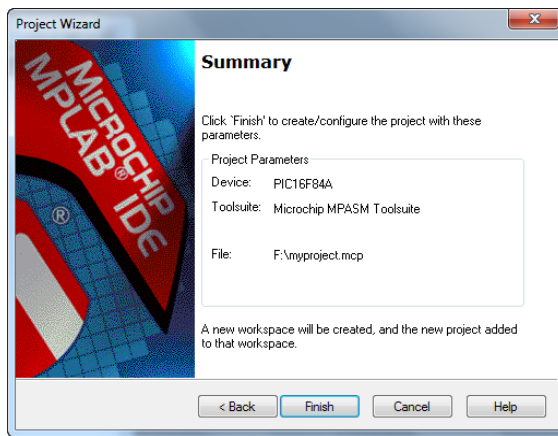 Project Wizard
MICROCHIP
MPLAB® IDE
®
Summary
Click `Finish' to create/configure the project with these
parameters.
Project Parameters
Device: PIC16F84A
Toolsuite: Microchip MPASM Toolsuite
File: F:\myproject.mcp
A new workspace will be created, and the new project added
to that workspace.
< Back Finish Cancel Help